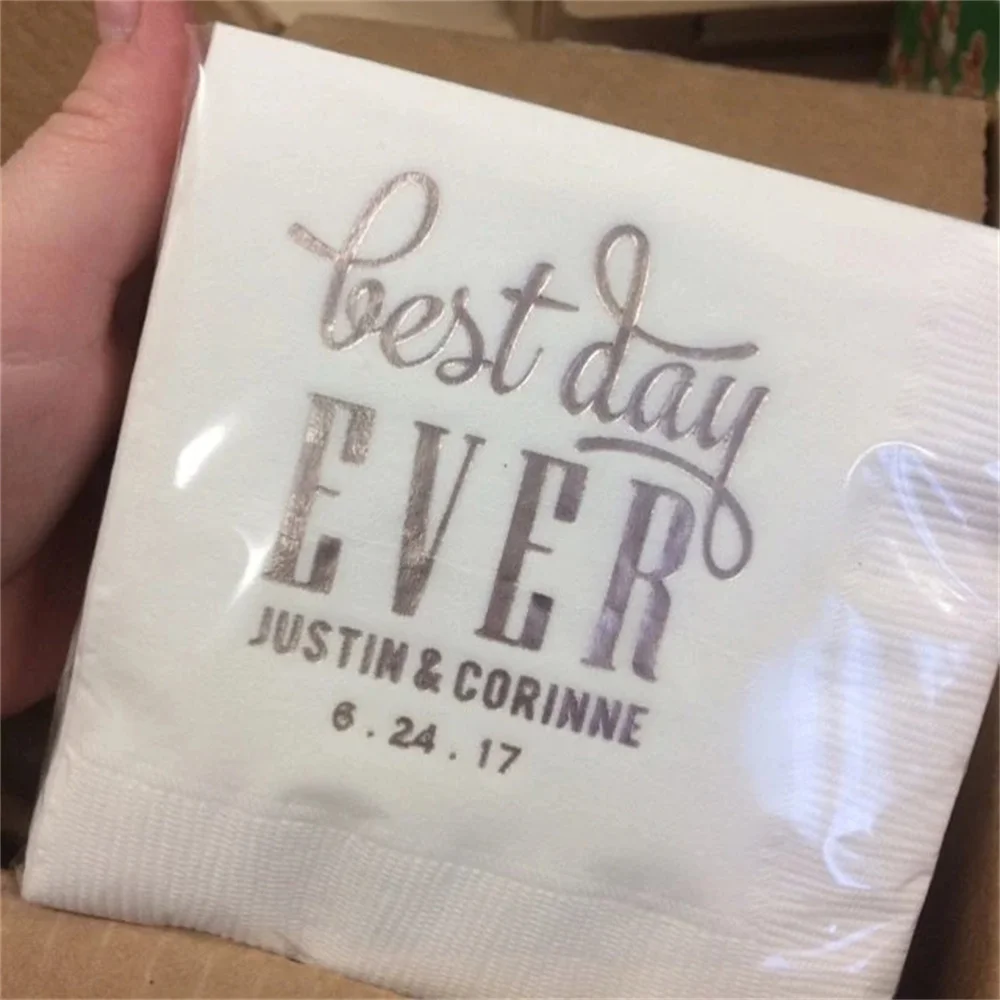 best day
EVER
JUSTIN & CORINNE
6.24.17